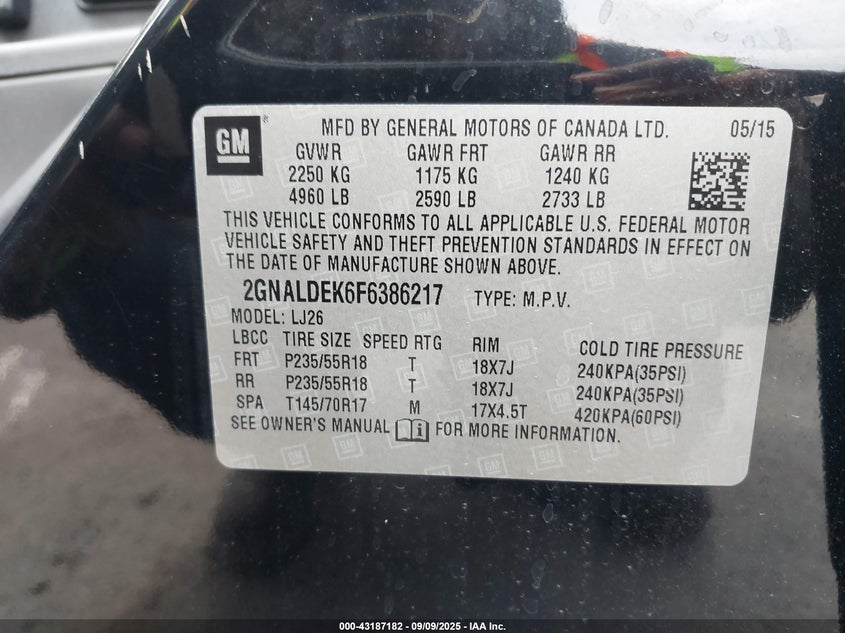 GM ® MFD BY GENERAL MOTORS OF CANADA LTD. 05/15
GVWR GAWR FRT GAWR RR
2250 KG 1175 KG 1240 KG
4960 LB 2590 LB 2733 LB
THIS VEHICLE CONFORMS TO ALL APPLICABLE U.S. FEDERAL MOTOR
VEHICLE SAFETY AND THEFT PREVENTION STANDARDS IN EFFECT ON
THE DATE OF MANUFACTURE SHOWN ABOVE.
2GNALDEK6F6386217 TYPE: M.P.V.
MODEL: LJ26
LBCC TIRE SIZE SPEED RTG RIM COLD TIRE PRESSURE
FRT P235/55R18 T 18X7J 240KPA(35PSI)
RR P235/55R18 T 18X7J 240KPA(35PSI)
SPA T145/70R17 M 17X4.5T 420KPA(60PSI)
SEE OWNER'S MANUAL i FOR MORE INFORMATION.
000-43187182 - 09/09/2025 - IAA Inc.